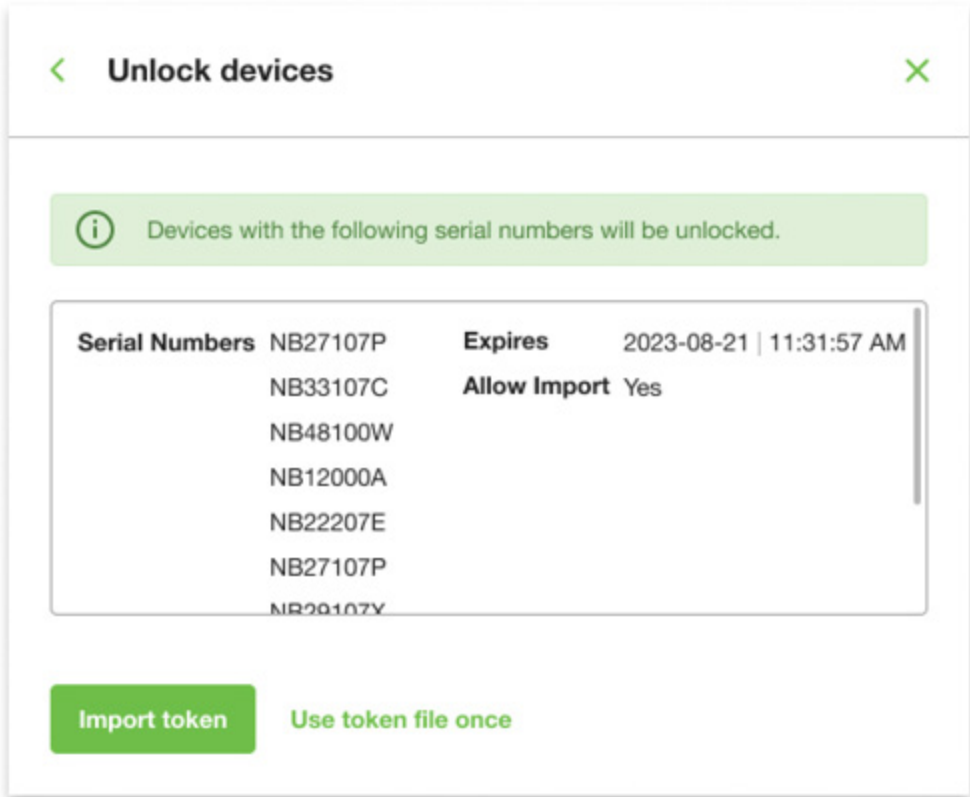 Unlock devices
Devices with the following serial numbers will be unlocked.
Serial Numbers NB27107P Expires 2023-08-21 | 11:31:57 AM
NB33107C Allow Import Yes
NB48100W
NB12000A
NB22207E
NB27107P
NB29107X
Import token Use token file once